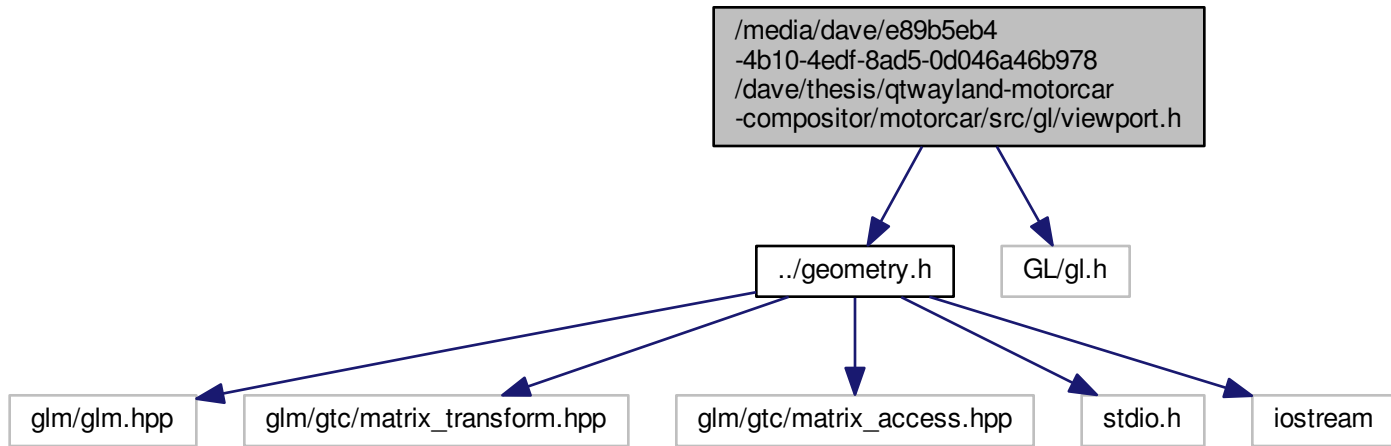 /media/dave/e89b5eb4
-4b10-4edf-8ad5-0d046a46b978
/dave/thesis/qtwayland-motorcar
-compositor/motorcar/src/gl/viewport.h
../geometry.h
GL/gl.h
glm/glm.hpp
glm/gtc/matrix_transform.hpp
glm/gtc/matrix_access.hpp
stdio.h
iostream